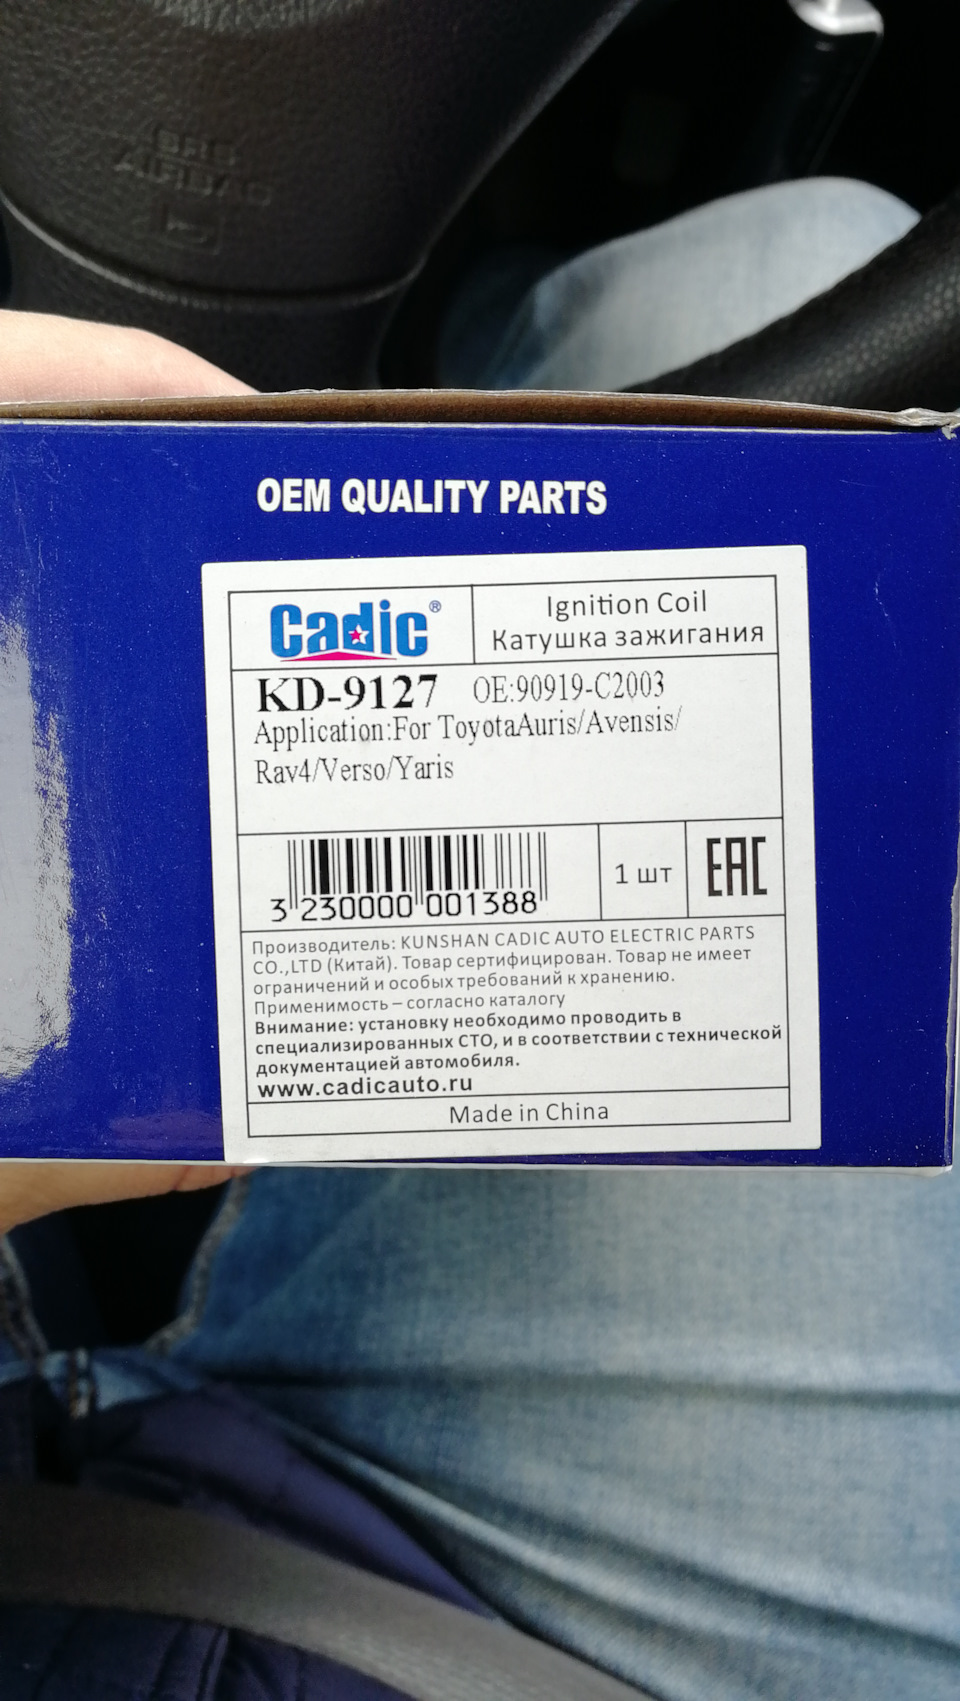 SRS
AIRBAG
OEM QUALITY PARTS
Cadic®
Ignition Coil
Катушка зажигания
KD-9127 OE:90919-C2003
Application:For ToyotaAuris/Avensis/
Rav4/Verso/Yaris
3 230000 001388
1 шт
EAC
Производитель: KUNSHAN CADIC AUTO ELECTRIC PARTS
CO.,LTD (Китай). Товар сертифицирован. Товар не имеет
ограничений и особых требований к хранению.
Применимость – согласно каталогу
Внимание: установку необходимо проводить в
специализированных СТО, и в соответствии с технической
документацией автомобиля.
www.cadicauto.ru
Made in China